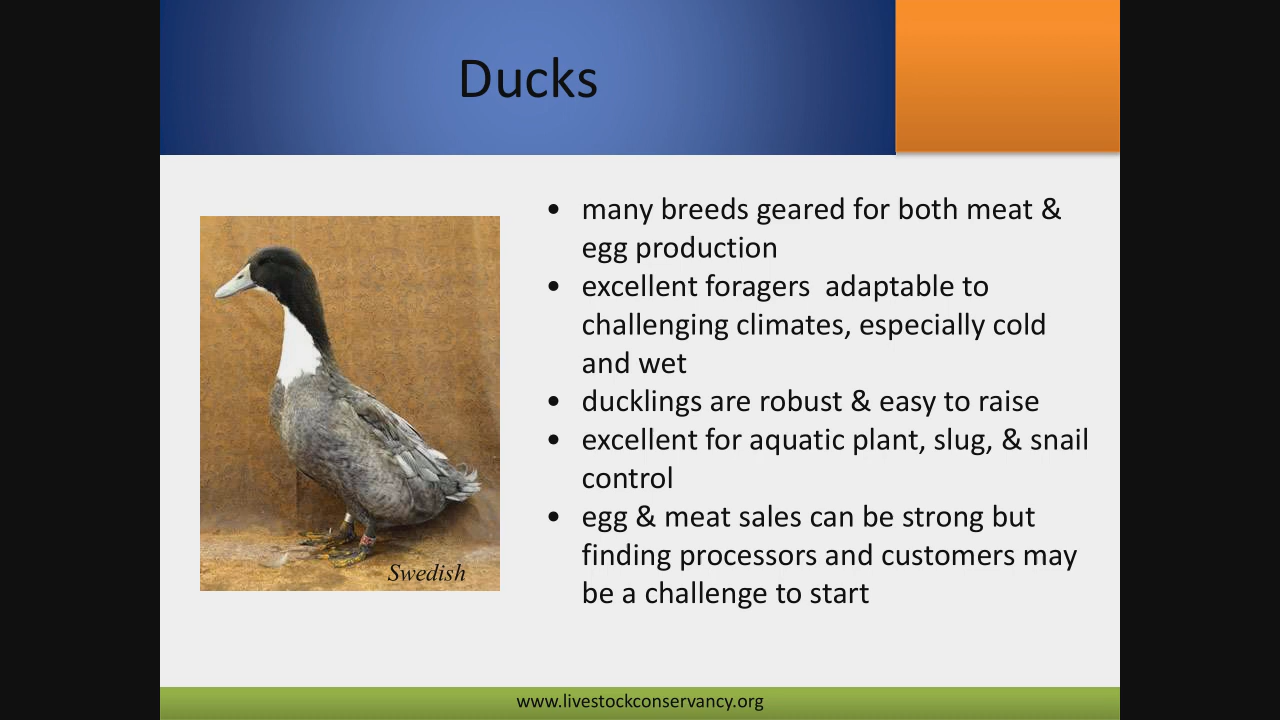 Ducks
• many breeds geared for both meat &
egg production
• excellent foragers  adaptable to
challenging climates, especially cold
and wet
• ducklings are robust & easy to raise
• excellent for aquatic plant, slug, & snail
control
• egg & meat sales can be strong but
finding processors and customers may
be a challenge to start
Swedish
www.livestockconservancy.org